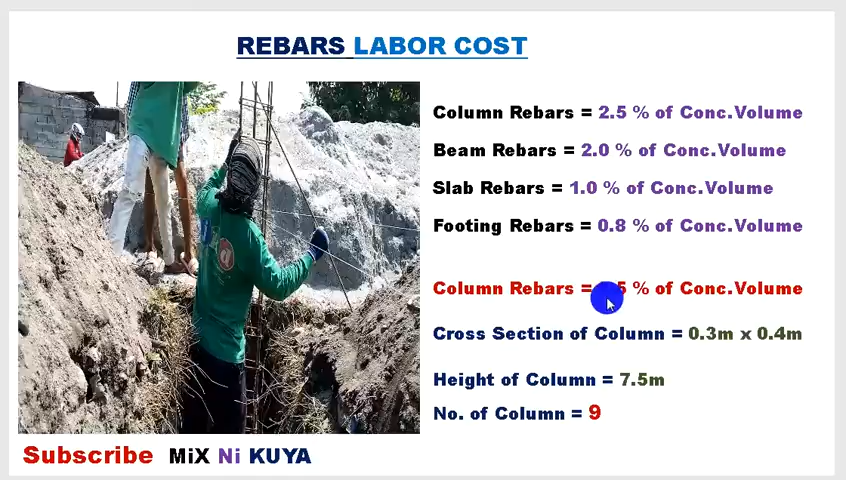 REBARS LABOR COST
Column Rebars = 2.5 % of Conc.Volume
Beam Rebars = 2.0 % of Conc.Volume
Slab Rebars = 1.0 % of Conc.Volume
Footing Rebars = 0.8 % of Conc.Volume
Column Rebars = 5 % of Conc.Volume
Cross Section of Column = 0.3m x 0.4m
Height of Column = 7.5m
No. of Column = 9
Subscribe MiX Ni KUYA